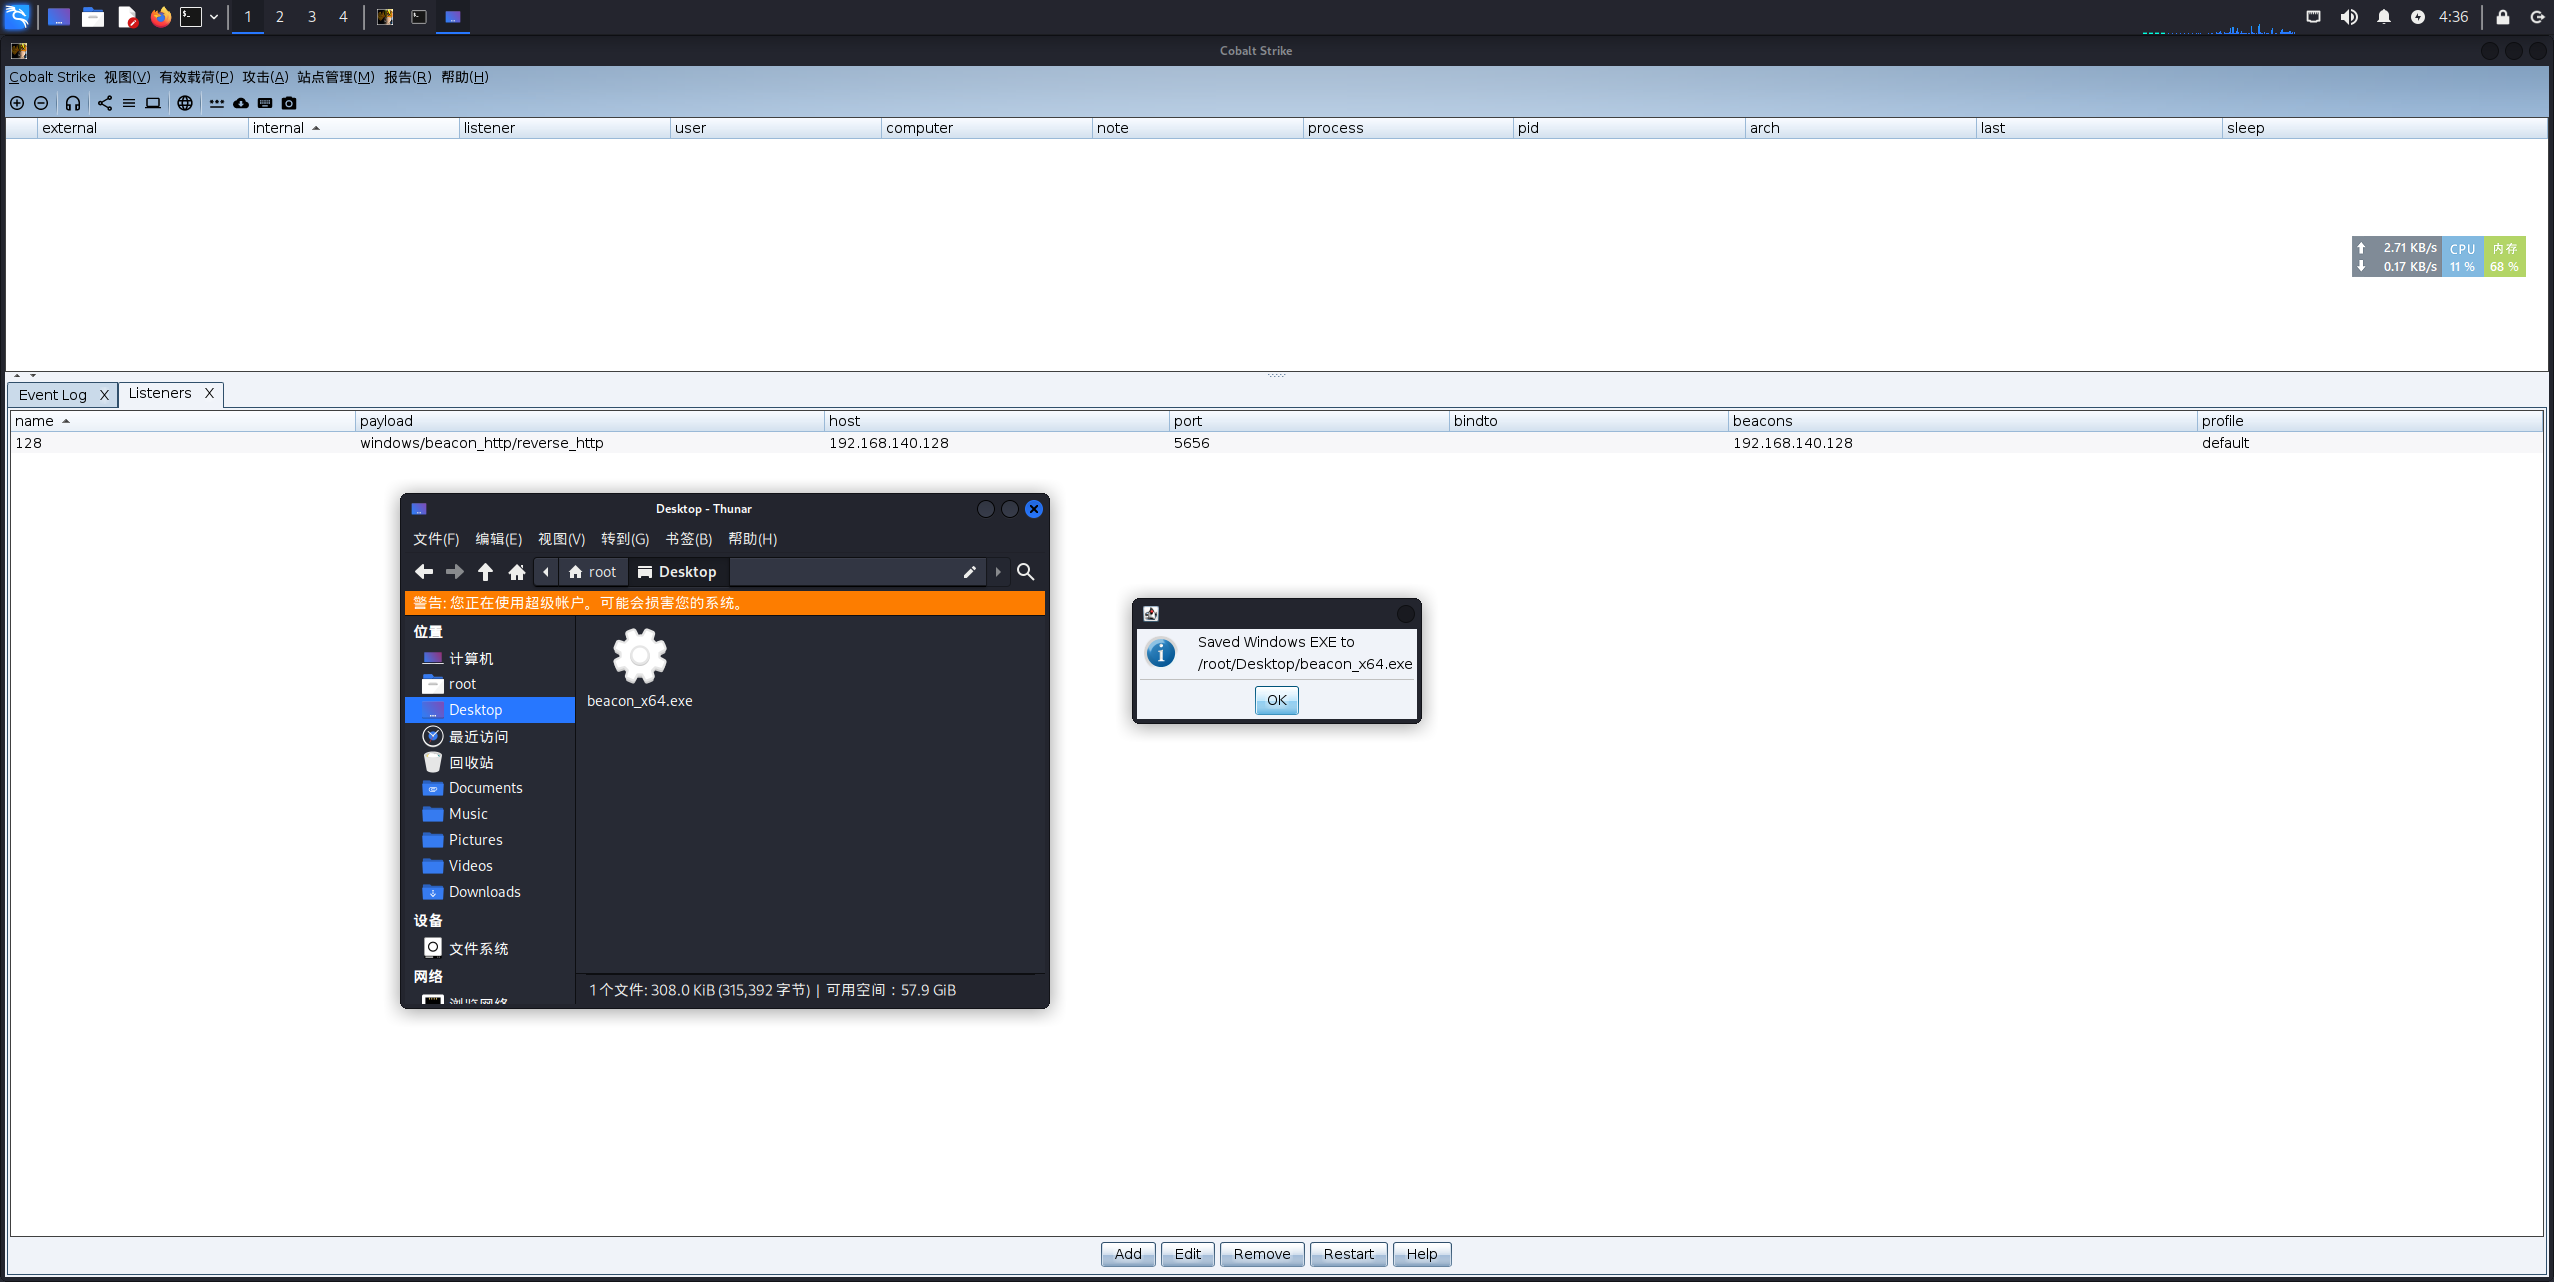 1 2 3 4 4:36
Cobalt Strike
Cobalt Strike 视图(V) 有效载荷(P) 攻击(A) 站点管理(M) 报告(R) 帮助(H)
external internal listener user computer note process pid arch last sleep
2.71 KB/s CPU 内存
0.17 KB/s 11 % 68 %
Event Log X Listeners X
name payload host port bindto beacons profile
128 windows/beacon_http/reverse_http 192.168.140.128 5656 192.168.140.128 default
Desktop - Thunar
文件(F) 编辑(E) 视图(V) 转到(G) 书签(B) 帮助(H)
root Desktop
警告: 您正在使用超级帐户。可能会损害您的系统。
位置
计算机
root
Desktop
最近访问
回收站
Documents
Music
Pictures
Videos
Downloads
设备
文件系统
网络
浏览网络
beacon_x64.exe
1 个文件: 308.0 KiB (315,392 字节) | 可用空间：57.9 GiB
Saved Windows EXE to
/root/Desktop/beacon_x64.exe
OK
Add Edit Remove Restart Help